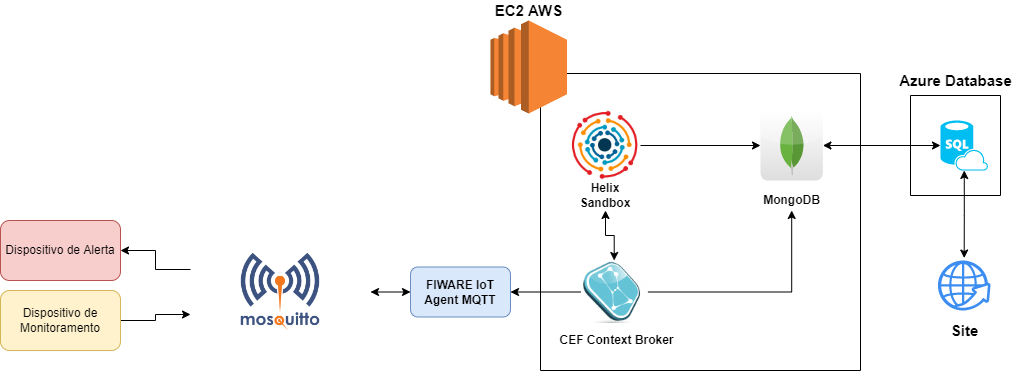 EC2 AWS
Azure Database
SQL
Helix
Sandbox
MongoDB
Dispositivo de Alerta
Dispositivo de
Monitoramento
mosquitto
FIWARE IoT
Agent MQTT
CEF Context Broker
Site